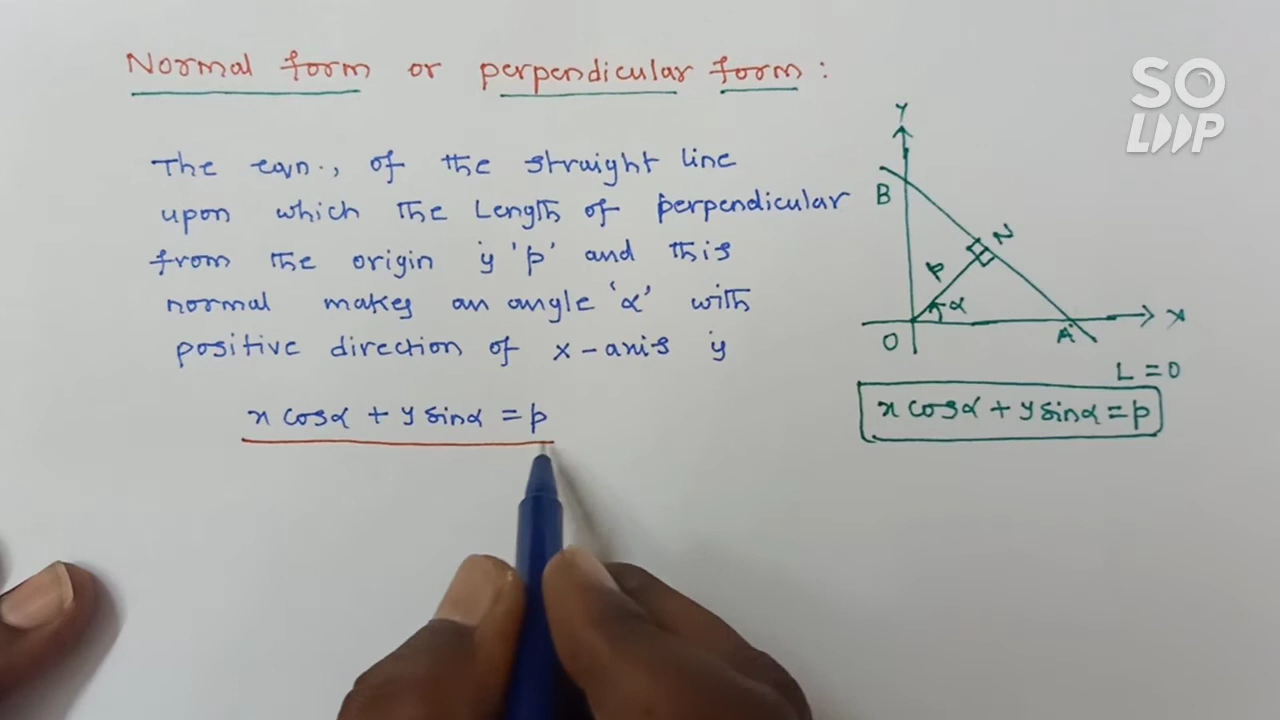 Normal form or perpendicular form :
The eqn., of the straight line
upon which the Length of perpendicular
from the origin is 'p' and this
normal makes an angle 'α' with
positive direction of x-axis is
x cosα + y sinα = p
Y
B
N
p
α
O
A
X
L = 0
x cosα + y sinα = p
SO
LOOP